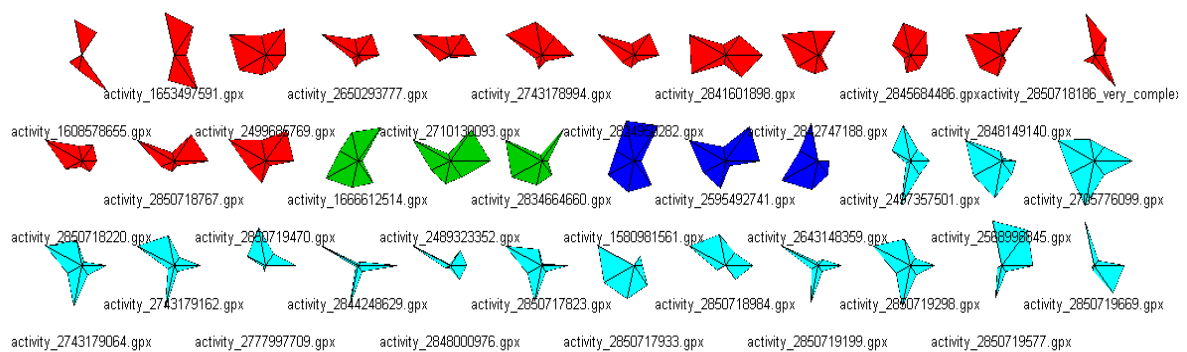 activity_1653497591.gpx activity_2650293777.gpx activity_2743178994.gpx activity_2841601898.gpx activity_2845684486.gpx activity_2850718186_very_complex
activity_1608578655.gpx activity_2499685769.gpx activity_2710130093.gpx activity_2842747188.gpx activity_2848149140.gpx
activity_2850718767.gpx activity_1666612514.gpx activity_2834664660.gpx activity_2595492741.gpx activity_2497357501.gpx
activity_2850718220.gpx activity_2850719470.gpx activity_2489323352.gpx activity_1580981561.gpx activity_2643148359.gpx
activity_2743179162.gpx activity_2844248629.gpx activity_2850717823.gpx activity_2850718984.gpx activity_2850719298.gpx activity_2850719669.gpx
activity_2743179064.gpx activity_2777997709.gpx activity_2848000976.gpx activity_2850717933.gpx activity_2850719199.gpx activity_2850719577.gpx